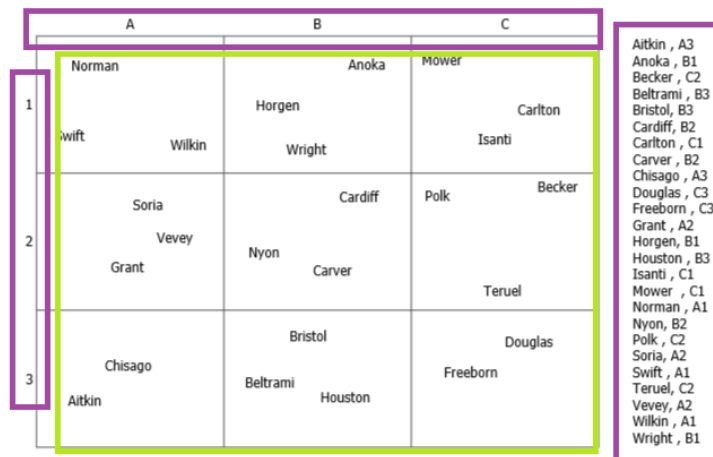 A B C
Norman Anoka Mower
1
Horgen Carlton
Swift Wilkin Wright Isanti
Soria Cardiff Polk Becker
2
Vevey
Grant Nyon Carver
Teruel
Bristol Douglas
3
Chisago Beltrami Freeborn
Aitkin Houston
Aitkin , A3
Anoka , B1
Becker , C2
Beltrami , B3
Bristol, B3
Cardiff, B2
Carlton , C1
Carver , B2
Chisago , A3
Douglas , C3
Freeborn , C3
Grant , A2
Horgen, B1
Houston , B3
Isanti , C1
Mower , C1
Norman , A1
Nyon, B2
Polk , C2
Soria, A2
Swift , A1
Teruel, C2
Vevey, A2
Wilkin , A1
Wright , B1